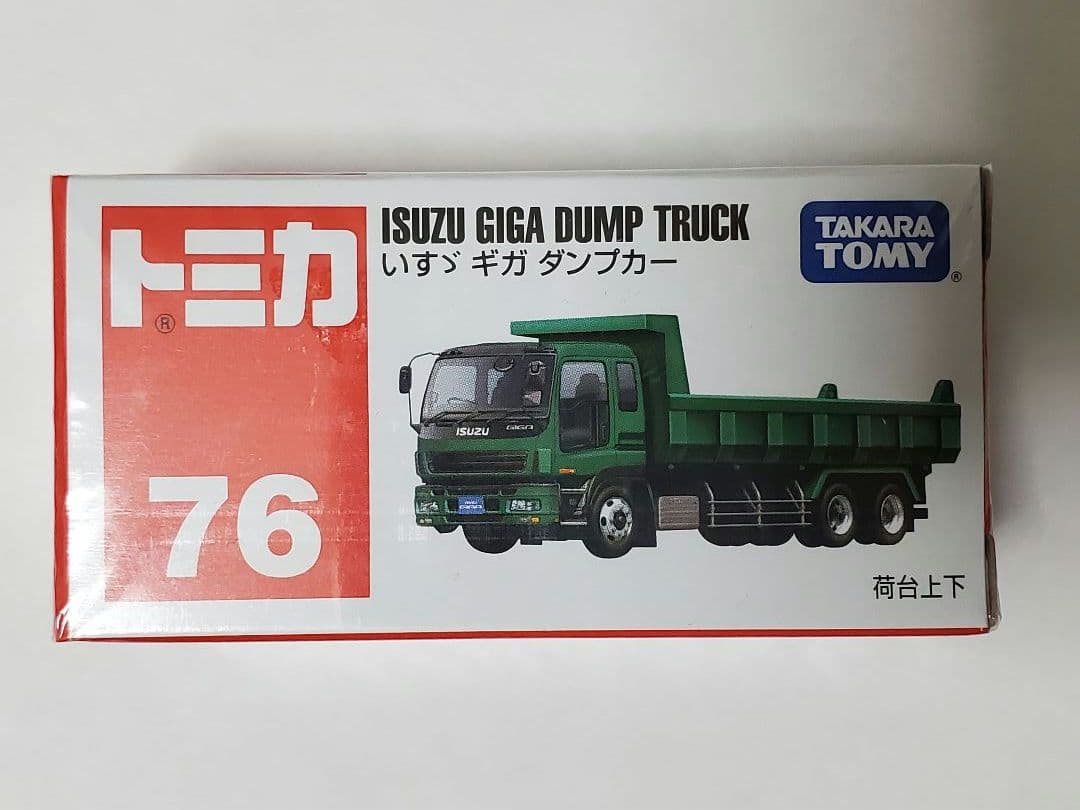 トミカ®
76
ISUZU GIGA DUMP TRUCK
いすゞ ギガ ダンプカー
TAKARA
TOMY®
ISUZU GIGA
荷台上下